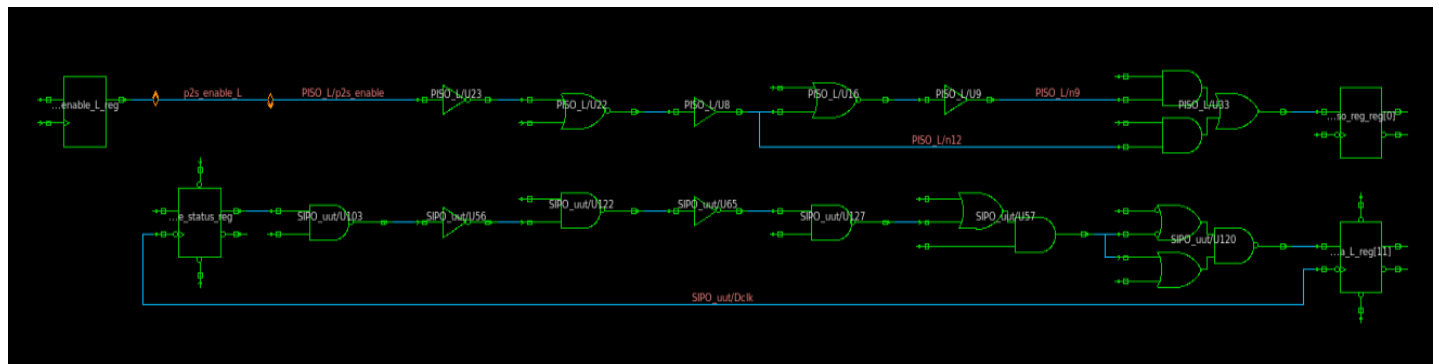 p2s_enable_L
PISO_L/p2s_enable
...enable_L_reg
PISO_L/U23
PISO_L/U22
PISO_L/U8
PISO_L/U16
PISO_L/U9
PISO_L/n9
PISO_L/U33
...so_reg_reg[0]
PISO_L/n12
...e_status_reg
SIPO_uut/U103
SIPO_uut/U56
SIPO_uut/U122
SIPO_uut/U65
SIPO_uut/U127
SIPO_uut/U57
SIPO_uut/U120
...a_L_reg[11]
SIPO_uut/Dclk